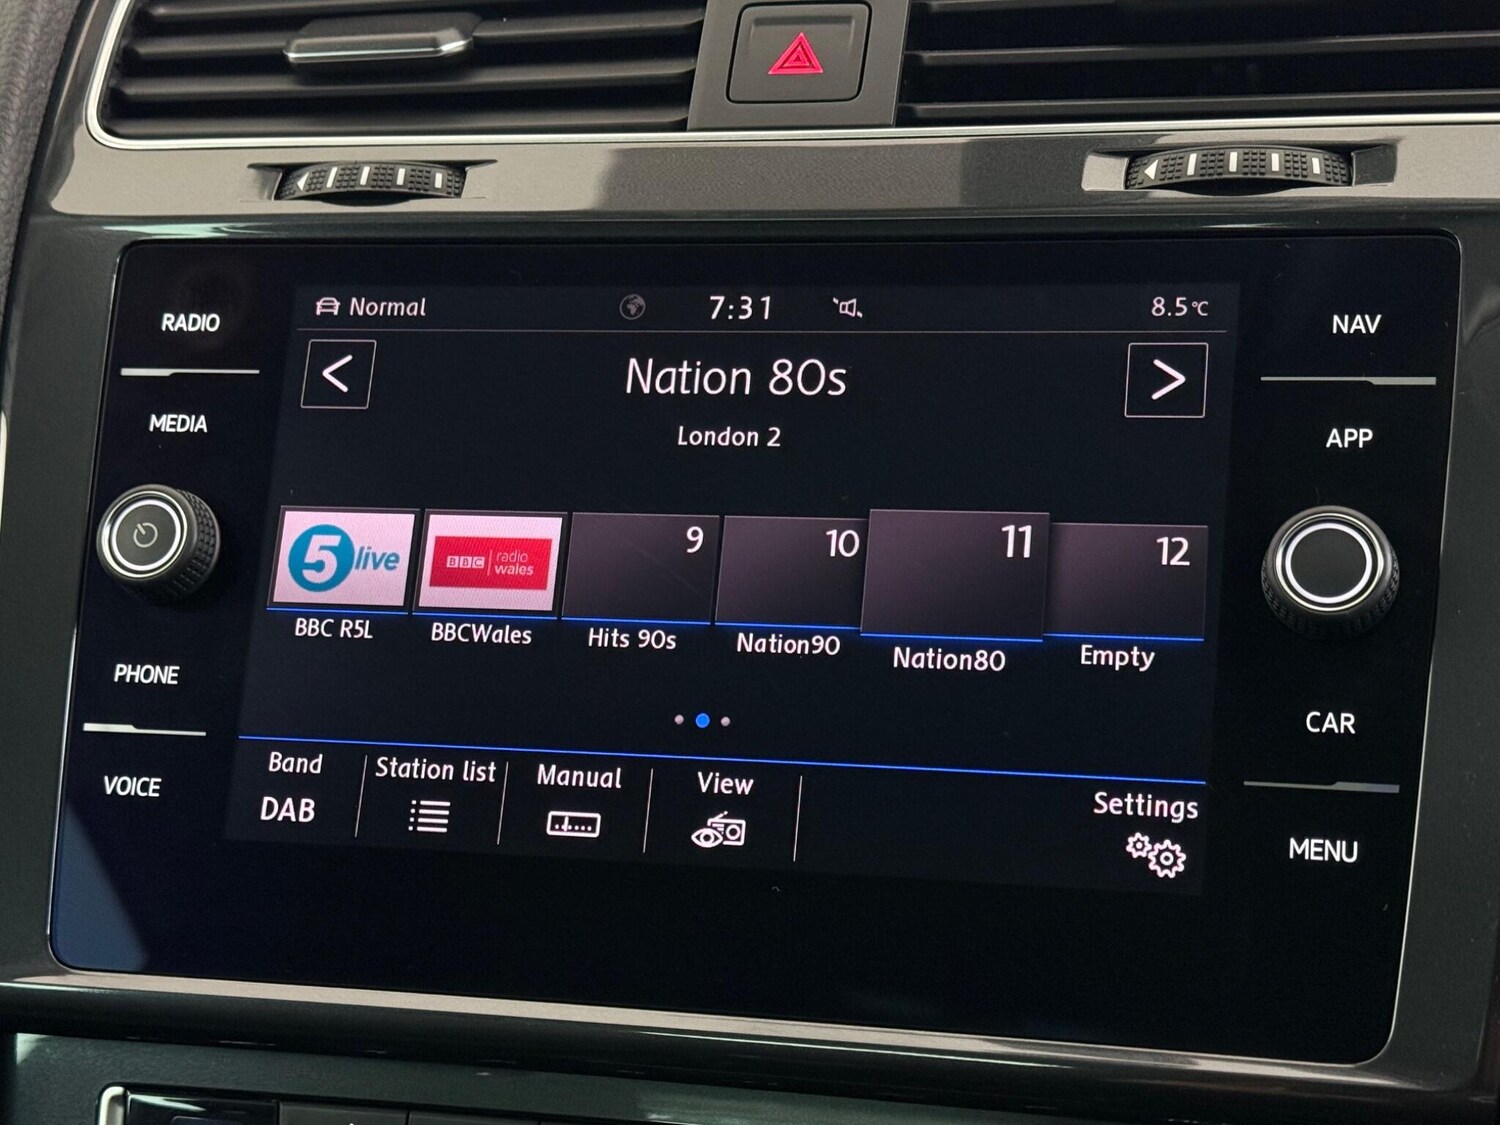 RADIO
MEDIA
PHONE
VOICE
Normal
7:31
8.5°C
<
Nation 80s
>
London 2
5 live
BBC radio
wales
9
10
11
12
BBC R5L
BBCWales
Hits 90s
Nation90
Nation80
Empty
Band
DAB
Station list
Manual
View
Settings
NAV
APP
CAR
MENU